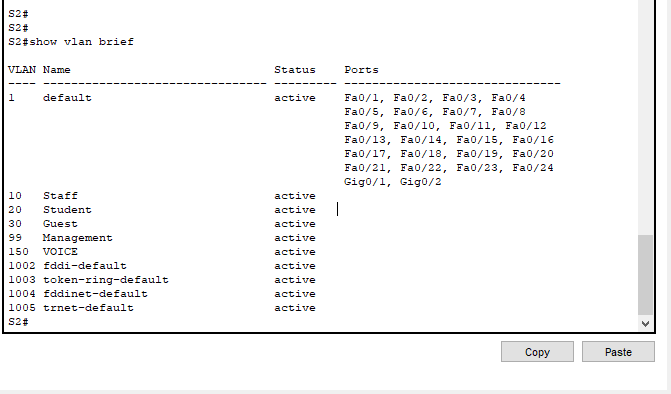 S2#
S2#
S2#show vlan brief
VLAN Name                             Status    Ports
---- -------------------------------- --------- -------------------------------
1    default                          active    Fa0/1, Fa0/2, Fa0/3, Fa0/4
                                                Fa0/5, Fa0/6, Fa0/7, Fa0/8
                                                Fa0/9, Fa0/10, Fa0/11, Fa0/12
                                                Fa0/13, Fa0/14, Fa0/15, Fa0/16
                                                Fa0/17, Fa0/18, Fa0/19, Fa0/20
                                                Fa0/21, Fa0/22, Fa0/23, Fa0/24
                                                Gig0/1, Gig0/2
10   Staff                            active
20   Student                          active
30   Guest                            active
99   Management                       active
150  VOICE                            active
1002 fddi-default                     active
1003 token-ring-default               active
1004 fddinet-default                  active
1005 trnet-default                    active
S2#
Copy Paste